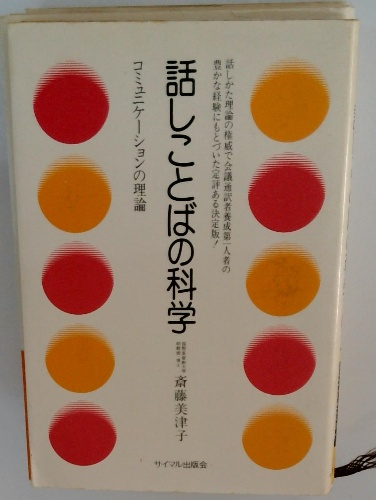 話しかた理論の権威で会議通訳者養成第一人者の
豊かな経験にもとづいた定評ある決定版！
話しことばの科学
コミュニケーションの理論
斎藤美津子
サイマル出版会